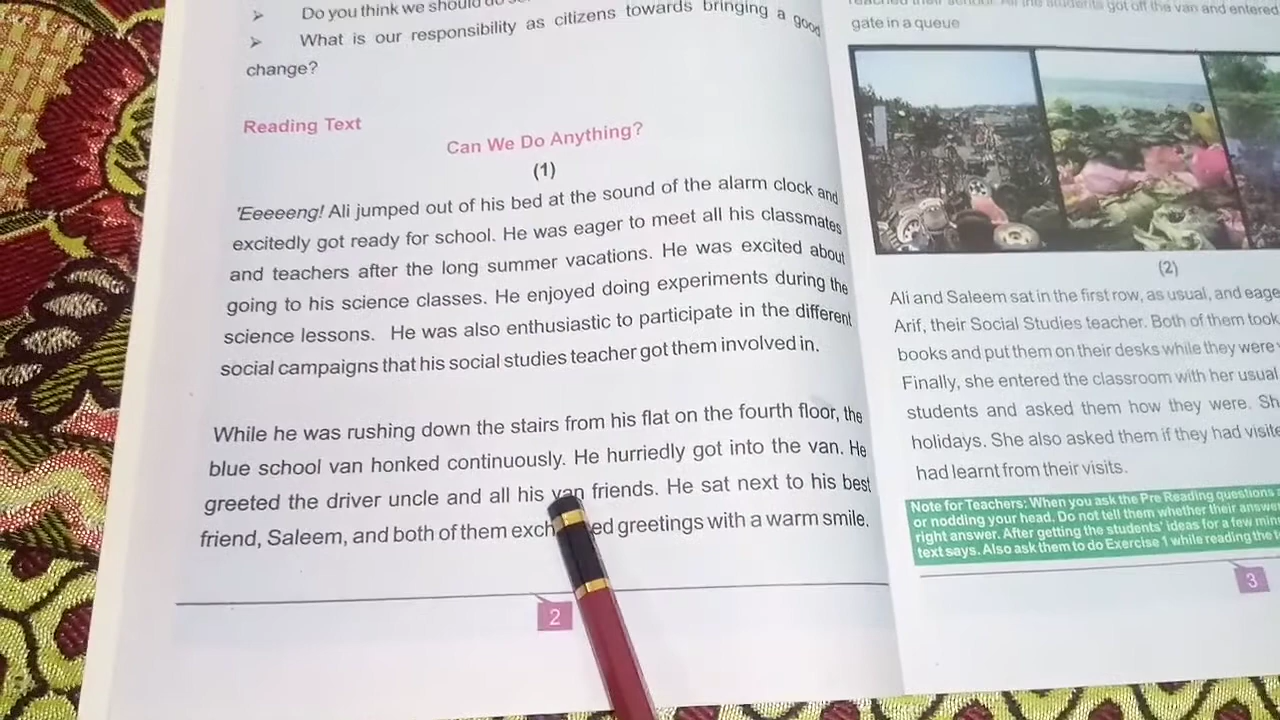 Do you think we should do
What is our responsibility as citizens towards bringing a good
change?
Reading Text
Can We Do Anything?
(1)
'Eeeeeng! Ali jumped out of his bed at the sound of the alarm clock and
excitedly got ready for school. He was eager to meet all his classmates
and teachers after the long summer vacations. He was excited about
going to his science classes. He enjoyed doing experiments during the
science lessons. He was also enthusiastic to participate in the different
social campaigns that his social studies teacher got them involved in.
While he was rushing down the stairs from his flat on the fourth floor, the
blue school van honked continuously. He hurriedly got into the van. He
greeted the driver uncle and all his van friends. He sat next to his best
friend, Saleem, and both of them exch ed greetings with a warm smile.
2
students got off the van and entered
gate in a queue
(2)
Ali and Saleem sat in the first row, as usual, and eage
Arif, their Social Studies teacher. Both of them took
books and put them on their desks while they were
Finally, she entered the classroom with her usual
students and asked them how they were. Sh
holidays. She also asked them if they had visite
had learnt from their visits.
Note for Teachers: When you ask the Pre Reading questions
or nodding your head. Do not tell them whether their answe
right answer. After getting the students' ideas for a few min
text says. Also ask them to do Exercise 1 while reading the
3